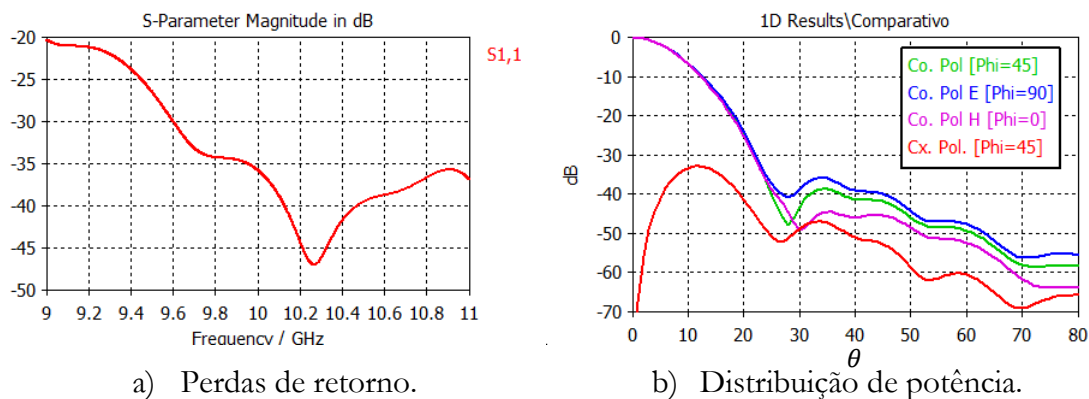 S-Parameter Magnitude in dB
-20
-25
-30
-35
-40
-45
-50
9 9.2 9.4 9.6 9.8 10 10.2 10.4 10.6 10.8 11
Frequency / GHz
S1,1
a) Perdas de retorno.
1D Results\Comparativo
0
-10
-20
-30
-40
-50
-60
-70
dB
Co. Pol [Phi=45]
Co. Pol E [Phi=90]
Co. Pol H [Phi=0]
Cx. Pol. [Phi=45]
0 10 20 30 40 50 60 70 80
θ
b) Distribuição de potência.